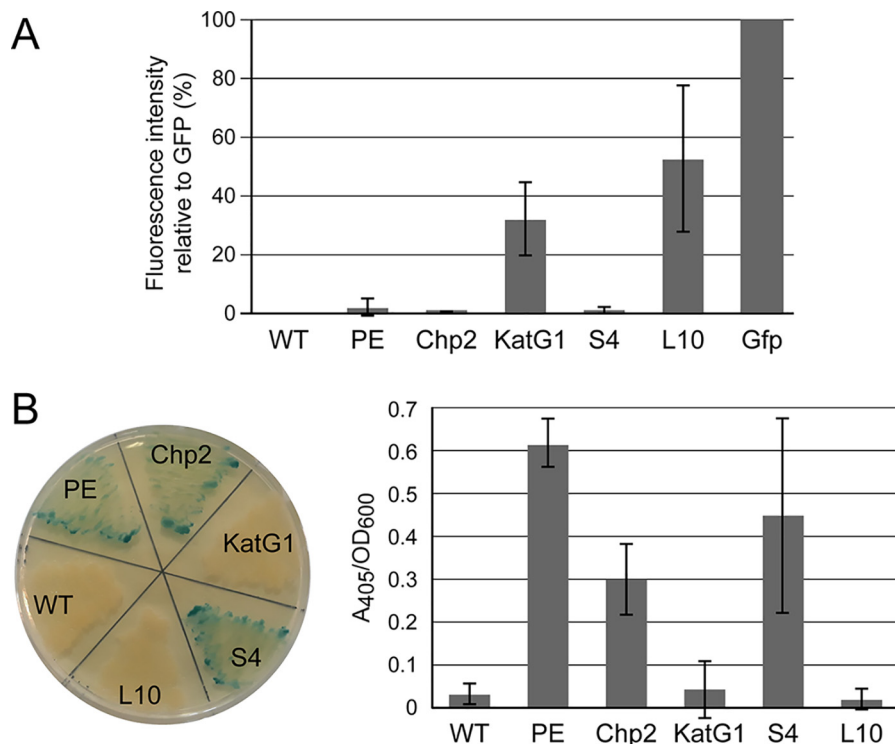 A
Fluorescence intensity
relative to GFP (%)
100
80
60
40
20
0
WT PE Chp2 KatG1 S4 L10 Gfp
B
Chp2
PE
KatG1
WT
S4
L10
A405/OD600
0.7
0.6
0.5
0.4
0.3
0.2
0.1
0
WT PE Chp2 KatG1 S4 L10